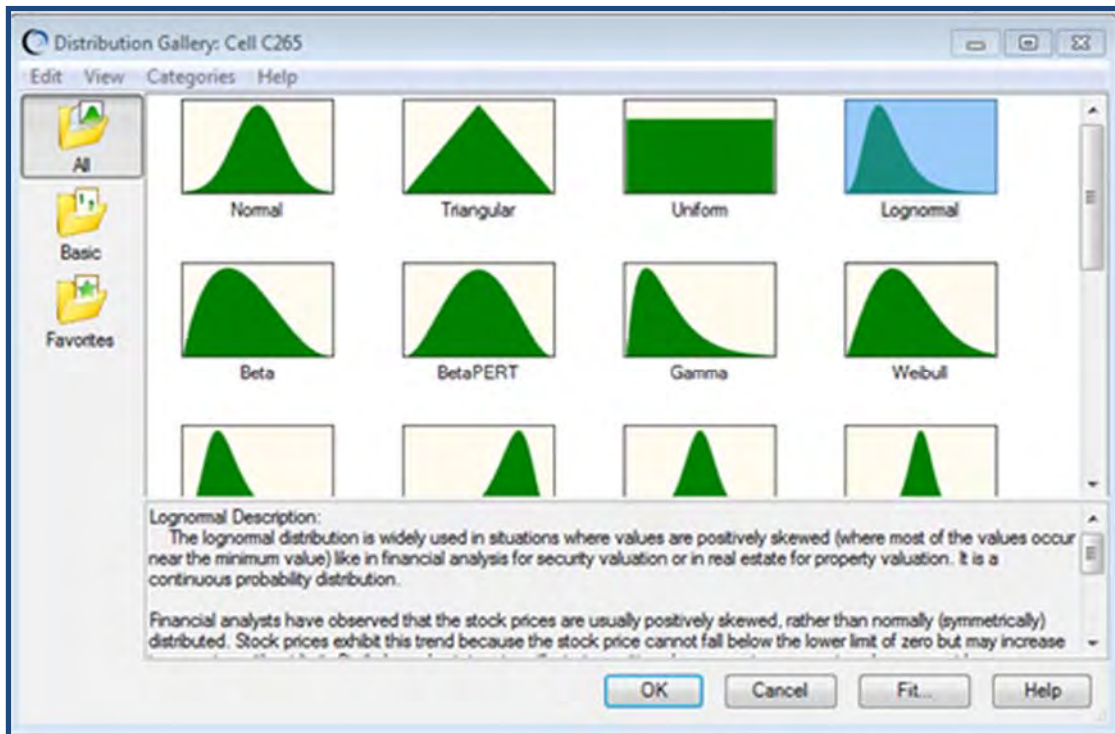 Distribution Gallery: Cell C265
Edit View Categories Help
All
Basic
Favorites
Normal Triangular Uniform Lognormal
Beta BetaPERT Gamma Weibull
Lognormal Description:
The lognormal distribution is widely used in situations where values are positively skewed (where most of the values occur
near the minimum value) like in financial analysis for security valuation or in real estate for property valuation. It is a
continuous probability distribution.
Financial analysts have observed that the stock prices are usually positively skewed, rather than normally (symmetrically)
distributed. Stock prices exhibit this trend because the stock price cannot fall below the lower limit of zero but may increase
OK Cancel Fit... Help